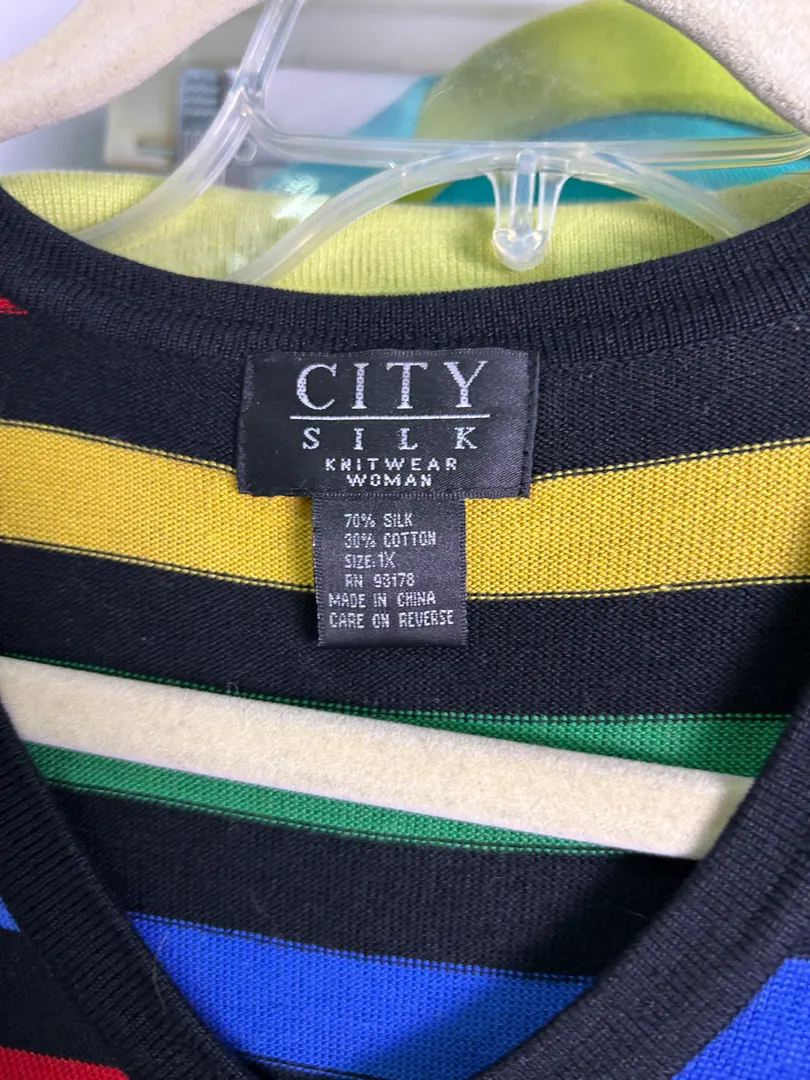 CITY
SILK
KNITWEAR
WOMAN
70% SILK
30% COTTON
SIZE:1X
RN 93178
MADE IN CHINA
CARE ON REVERSE